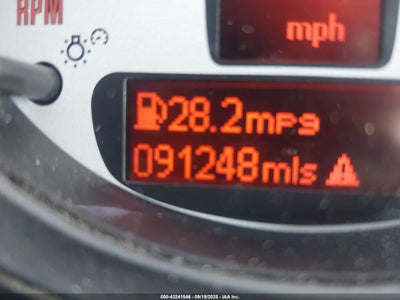 RPM
mph
28.2mpg
091248mls
000-43241546 - 09/19/2025 - IAA Inc.